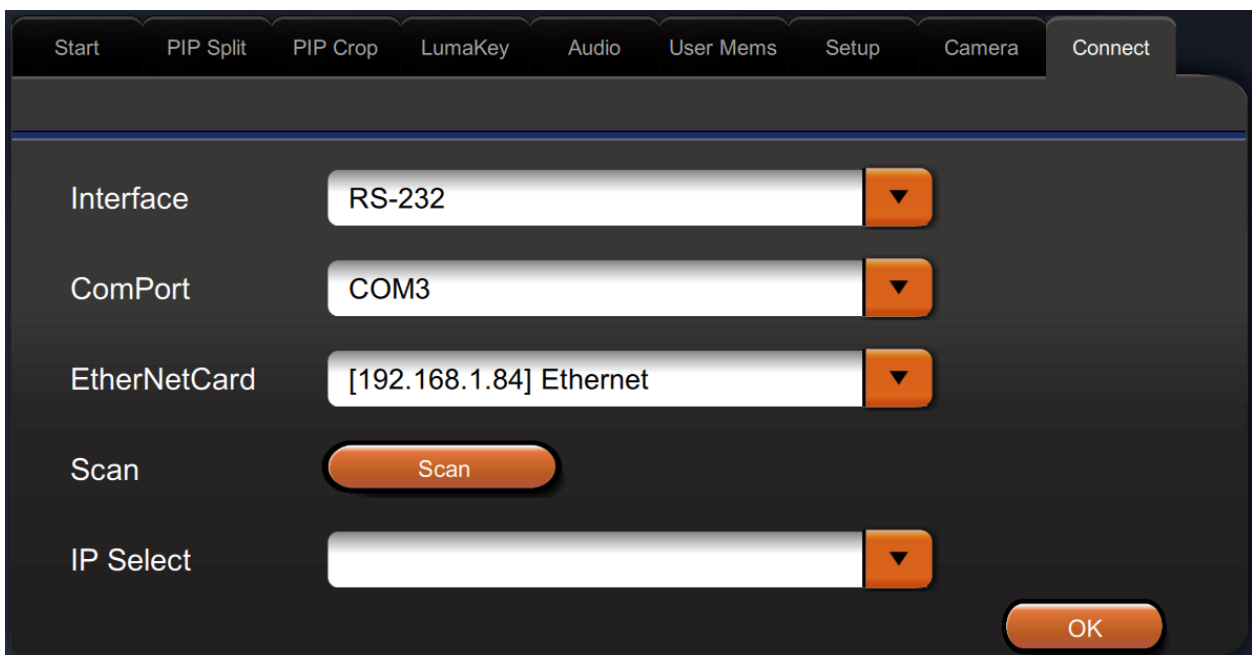 Start PIP Split PIP Crop LumaKey Audio User Mems Setup Camera Connect
Interface RS-232
ComPort COM3
EtherNetCard [192.168.1.84] Ethernet
Scan Scan
IP Select
OK